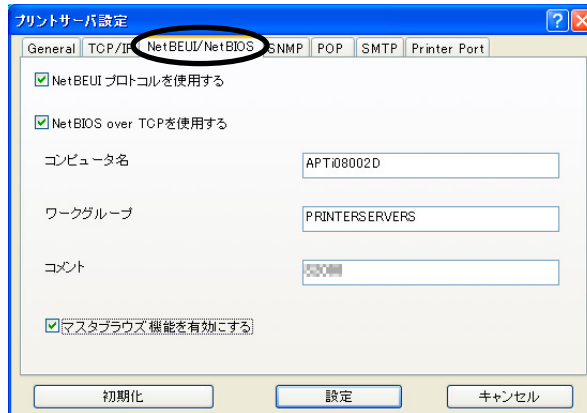 プリントサーバ設定
General TCP/IP NetBEUI/NetBIOS SNMP POP SMTP Printer Port
NetBEUI プロトコルを使用する
NetBIOS over TCPを使用する
コンピュータ名 APTi08002D
ワークグループ PRINTERSERVERS
コメント
マスタブラウズ機能を有効にする
初期化 設定 キャンセル